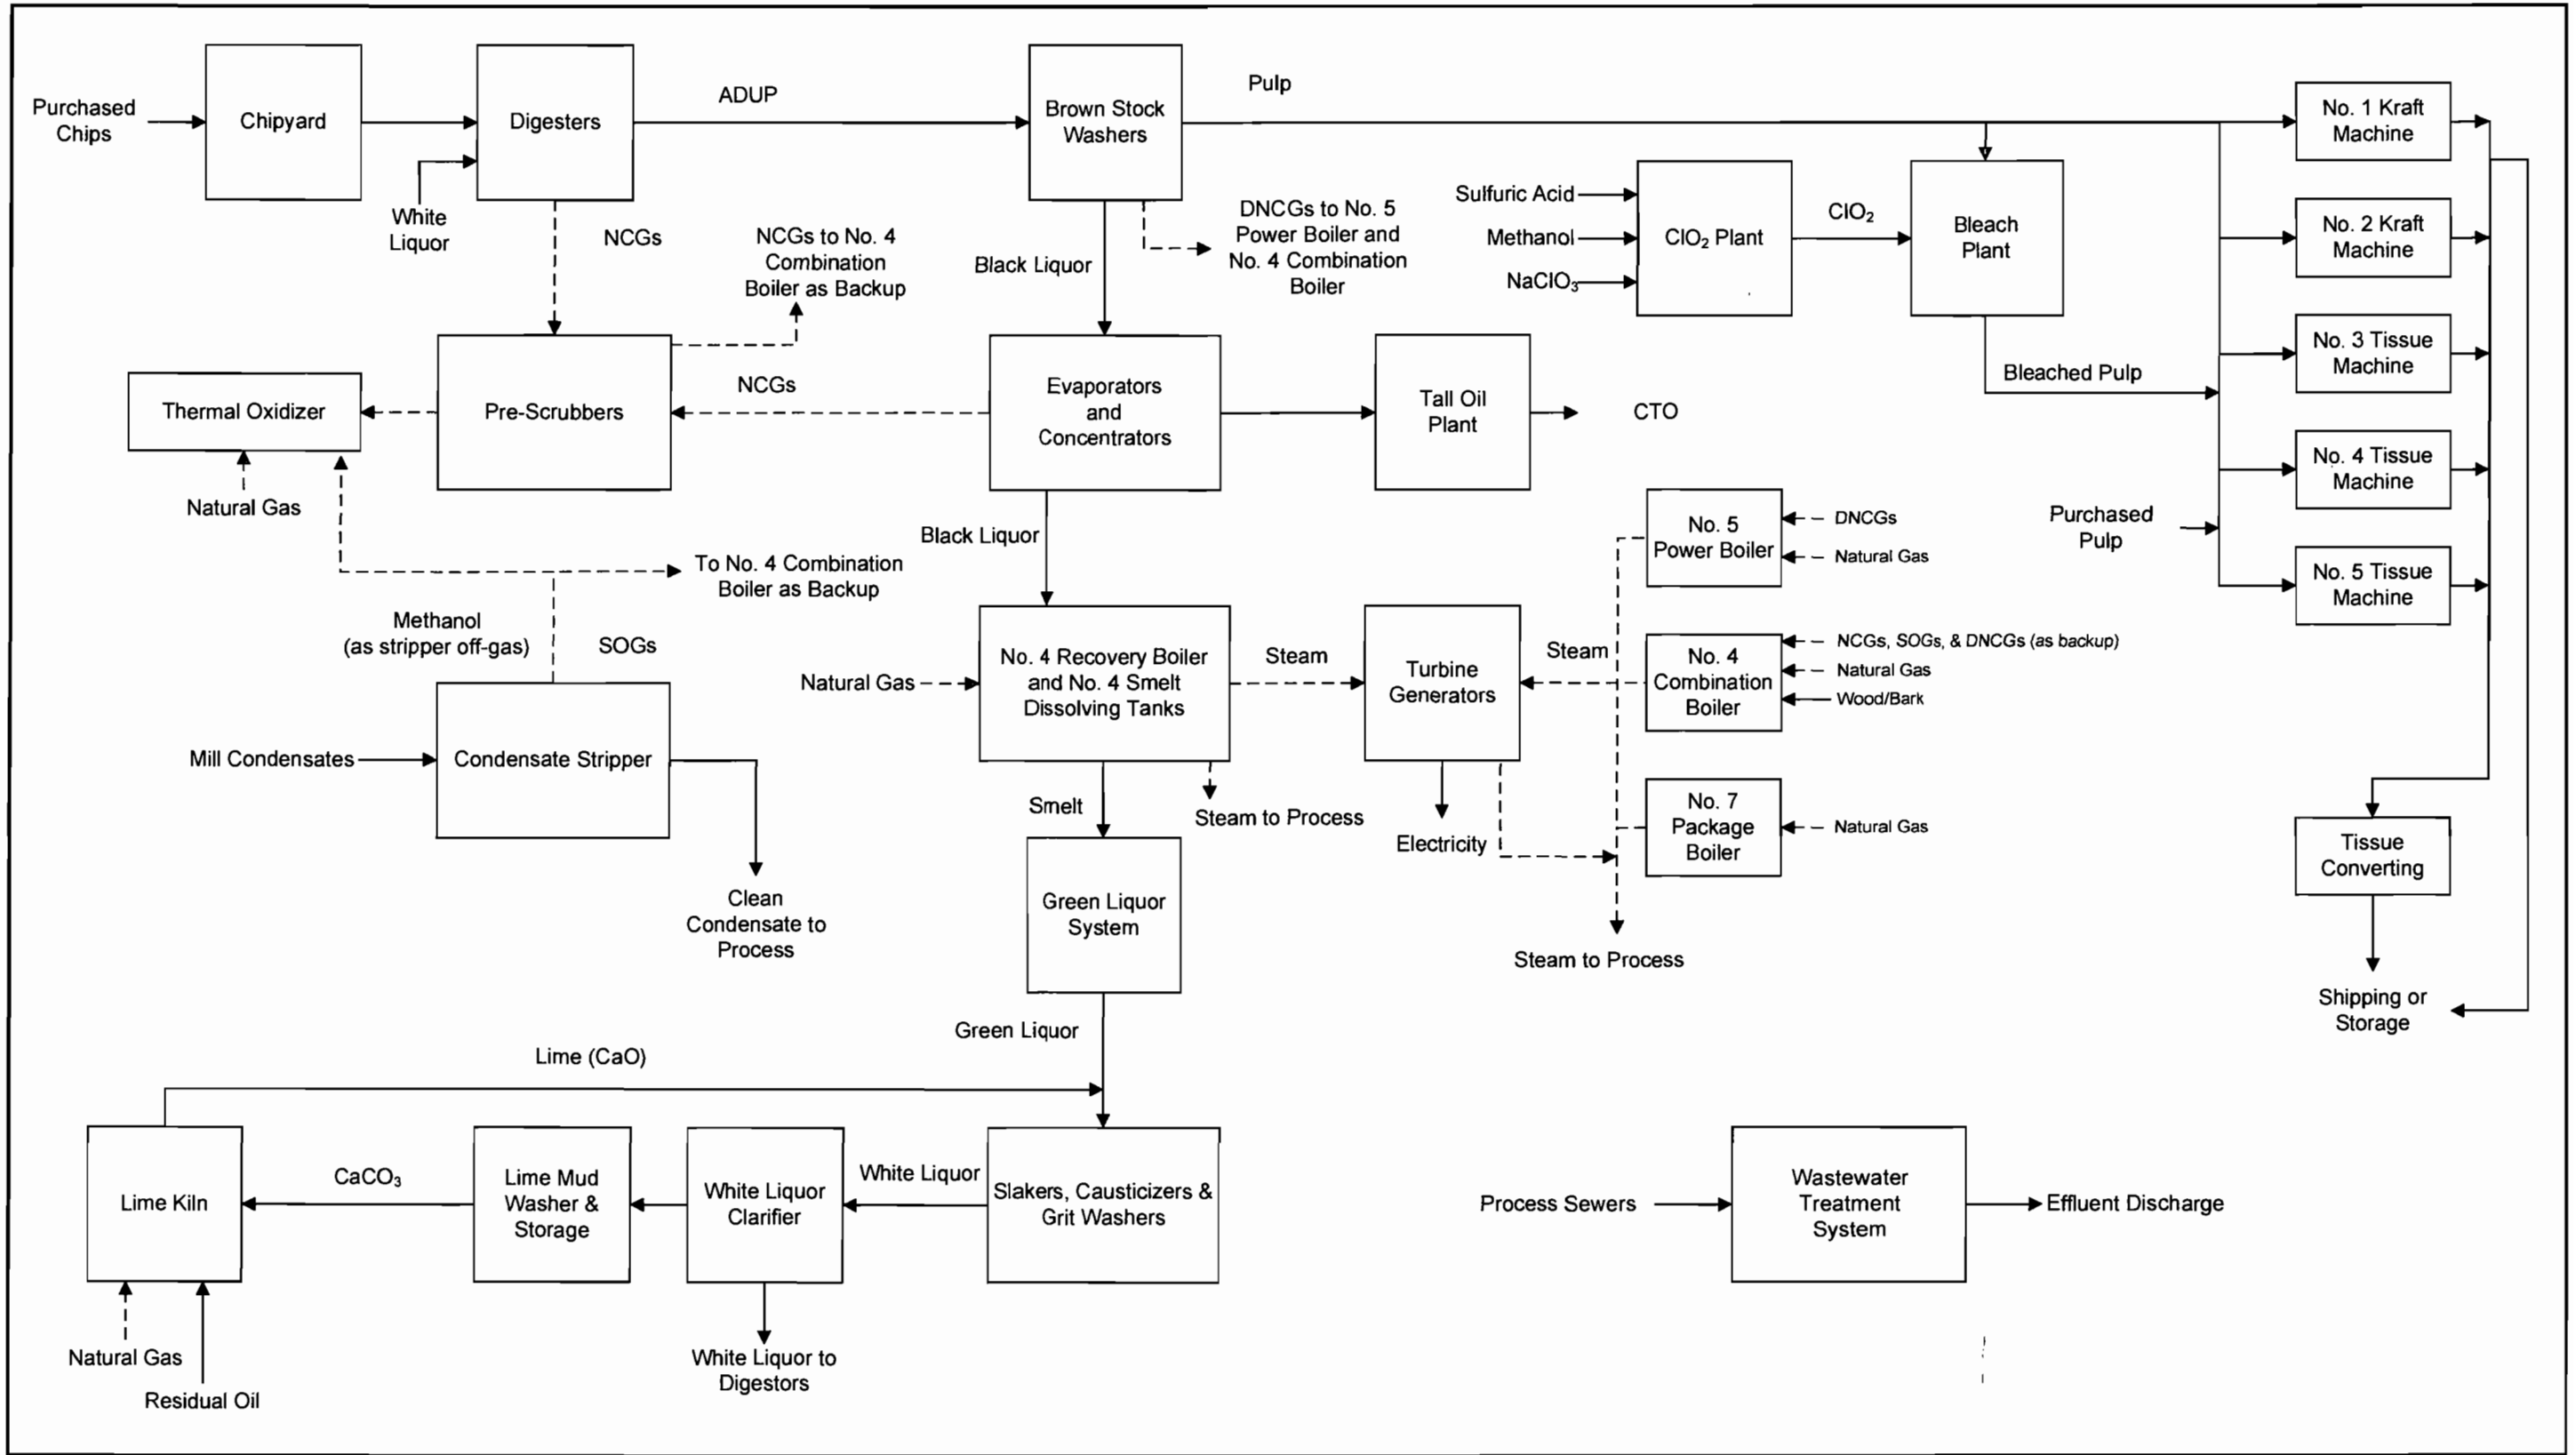 Purchased
Chips
Chipyard
Digesters
ADUP
Brown Stock
Washers
Pulp
No. 1 Kraft
Machine
White
Liquor
NCGs
NCGs to No. 4
Combination
Boiler as Backup
Black Liquor
DNCGs to No. 5
Power Boiler and
No. 4 Combination
Boiler
Sulfuric Acid
Methanol
NaClO₃
ClO₂ Plant
ClO₂
Bleach
Plant
No. 2 Kraft
Machine
Thermal Oxidizer
Pre-Scrubbers
NCGs
Evaporators
and
Concentrators
Tall Oil
Plant
CTO
Bleached Pulp
No. 3 Tissue
Machine
Natural Gas
No. 4 Tissue
Machine
Black Liquor
No. 5
Power Boiler
DNCGs
Natural Gas
Purchased
Pulp
No. 5 Tissue
Machine
To No. 4 Combination
Boiler as Backup
Methanol
(as stripper off-gas)
SOGs
Natural Gas
No. 4 Recovery Boiler
and No. 4 Smelt
Dissolving Tanks
Steam
Turbine
Generators
Steam
No. 4
Combination
Boiler
NCGs, SOGs, & DNCGs (as backup)
Natural Gas
Wood/Bark
Mill Condensates
Condensate Stripper
Smelt
Steam to Process
Electricity
No. 7
Package
Boiler
Natural Gas
Tissue
Converting
Clean
Condensate to
Process
Green Liquor
System
Steam to Process
Shipping or
Storage
Green Liquor
Lime (CaO)
Lime Kiln
CaCO₃
Lime Mud
Washer &
Storage
White Liquor
Clarifier
White Liquor
Slakers, Causticizers &
Grit Washers
Process Sewers
Wastewater
Treatment
System
Effluent Discharge
Natural Gas
Residual Oil
White Liquor to
Digestors